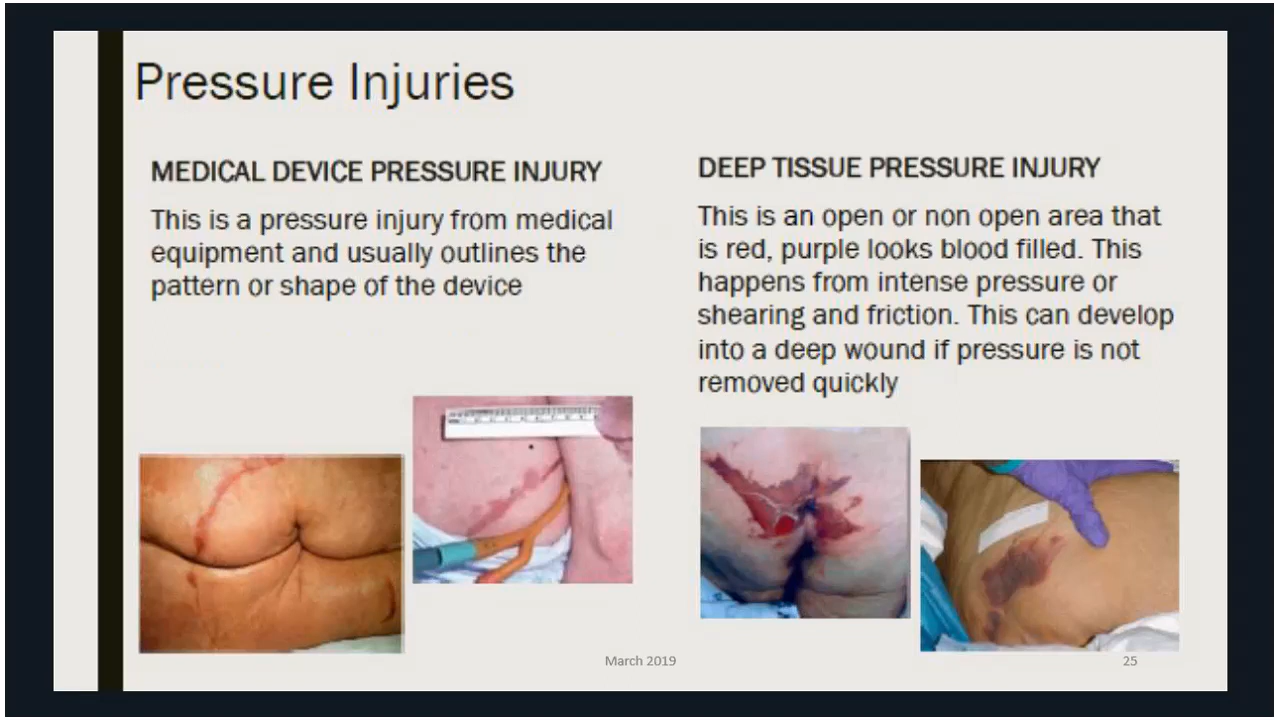 Pressure Injuries
MEDICAL DEVICE PRESSURE INJURY
This is a pressure injury from medical
equipment and usually outlines the
pattern or shape of the device
DEEP TISSUE PRESSURE INJURY
This is an open or non open area that
is red, purple looks blood filled. This
happens from intense pressure or
shearing and friction. This can develop
into a deep wound if pressure is not
removed quickly
March 2019
25